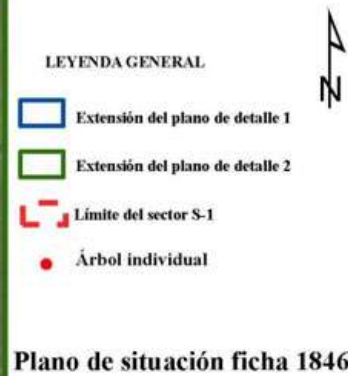 N
LEYENDA GENERAL
Extensión del plano de detalle 1
Extensión del plano de detalle 2
Límite del sector S-1
Árbol individual
Plano de situación ficha 1846